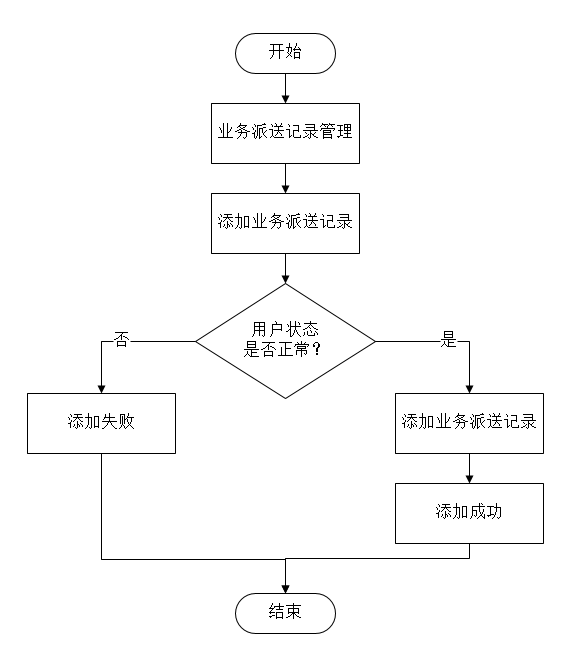 开始
业务派送记录管理
添加业务派送记录
用户状态
是否正常？
否
是
添加失败
添加业务派送记录
添加成功
结束